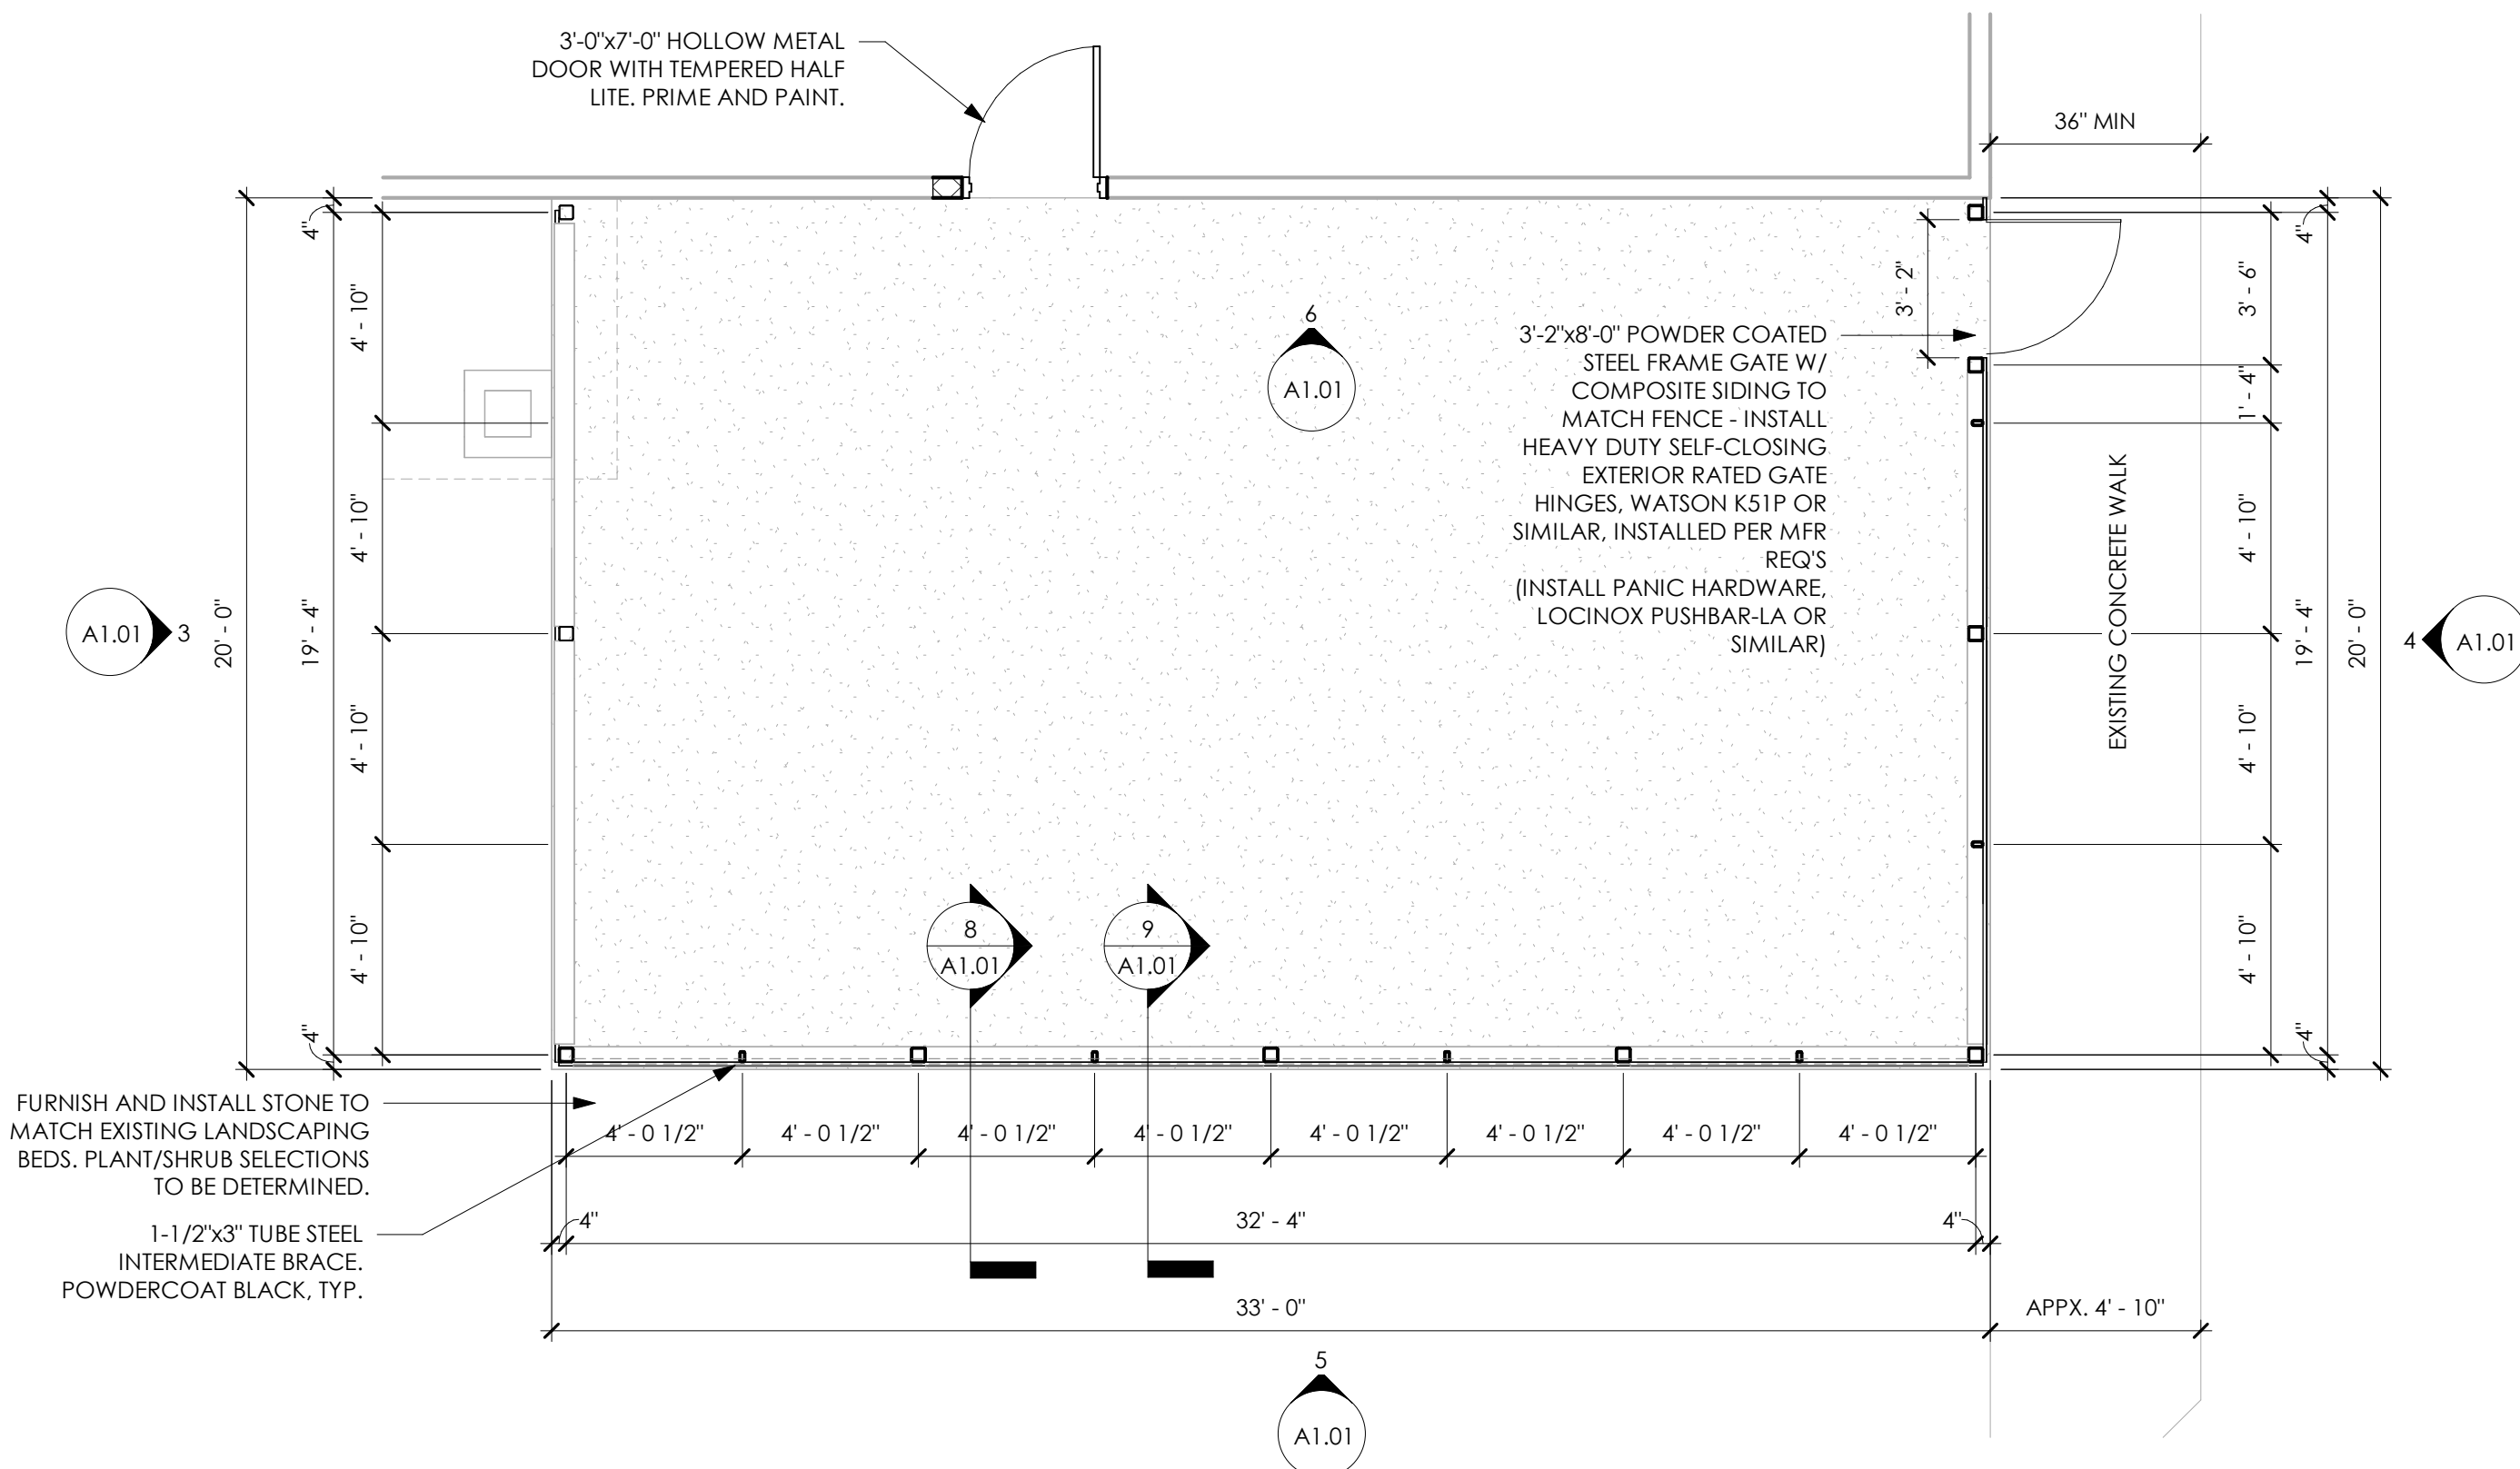 3'-0"x7'-0" HOLLOW METAL
DOOR WITH TEMPERED HALF
LITE. PRIME AND PAINT.
36" MIN
4"
4"
4' - 10"
3' - 2"
3' - 6"
6
A1.01
3'-2"x8'-0" POWDER COATED
STEEL FRAME GATE W/
COMPOSITE SIDING TO
MATCH FENCE - INSTALL
HEAVY DUTY SELF-CLOSING
EXTERIOR RATED GATE
HINGES, WATSON K51P OR
SIMILAR, INSTALLED PER MFR
REQ'S
(INSTALL PANIC HARDWARE,
LOCINOX PUSHBAR-LA OR
SIMILAR)
1' - 4"
4' - 10"
4' - 10"
EXISTING CONCRETE WALK
A1.01
3
20' - 0"
19' - 4"
19' - 4"
20' - 0"
4
A1.01
4' - 10"
4' - 10"
4' - 10"
4' - 10"
8
A1.01
9
A1.01
4"
4"
FURNISH AND INSTALL STONE TO
MATCH EXISTING LANDSCAPING
BEDS. PLANT/SHRUB SELECTIONS
TO BE DETERMINED.
4' - 0 1/2"
4' - 0 1/2"
4' - 0 1/2"
4' - 0 1/2"
4' - 0 1/2"
4' - 0 1/2"
4' - 0 1/2"
4' - 0 1/2"
1-1/2"x3" TUBE STEEL
INTERMEDIATE BRACE.
POWDERCOAT BLACK, TYP.
4"
32' - 4"
4"
33' - 0"
APPX. 4' - 10"
5
A1.01